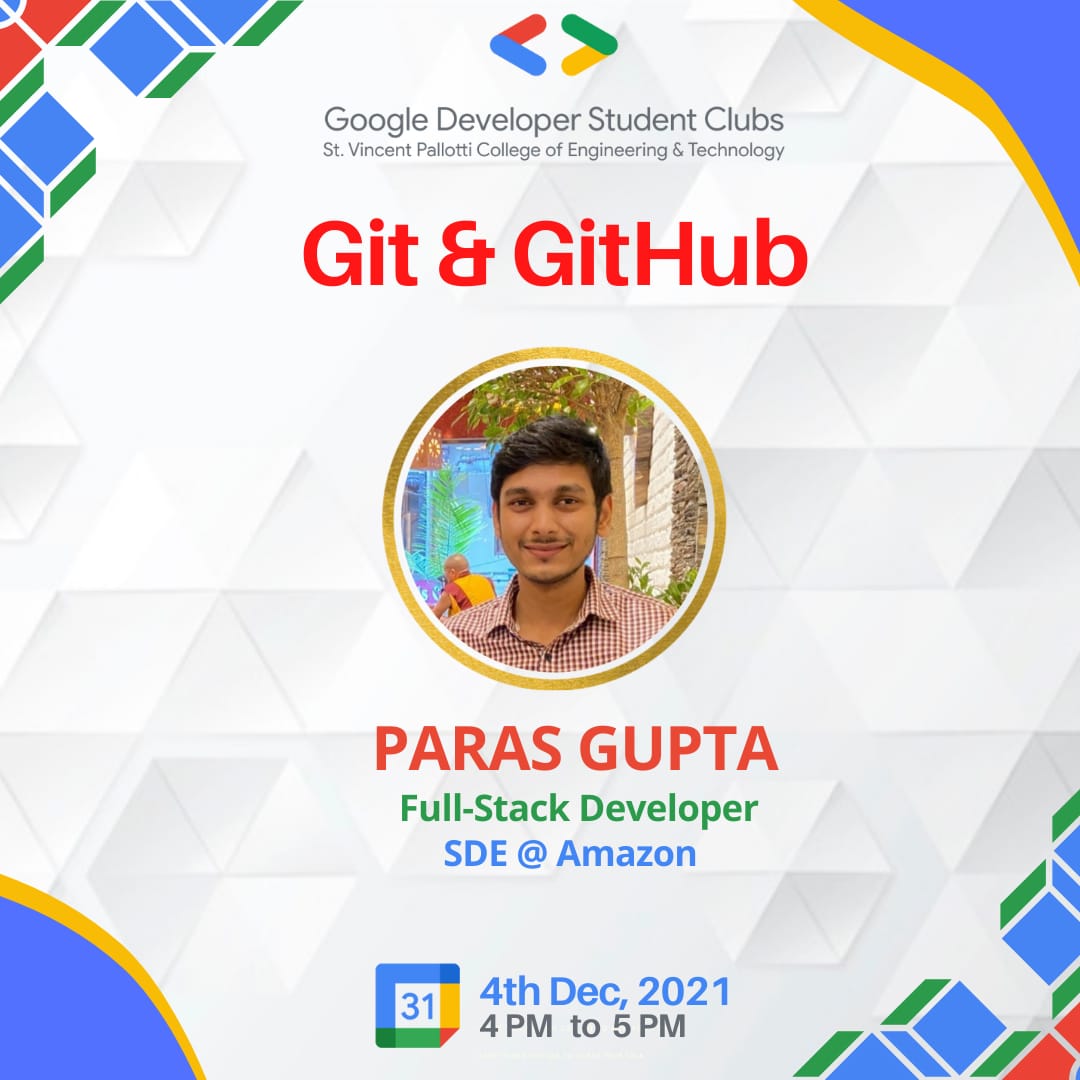 Google Developer Student Clubs
St. Vincent Pallotti College of Engineering & Technology
Git & GitHub
PARAS GUPTA
Full-Stack Developer
SDE @ Amazon
31
4th Dec, 2021
4 PM to 5 PM